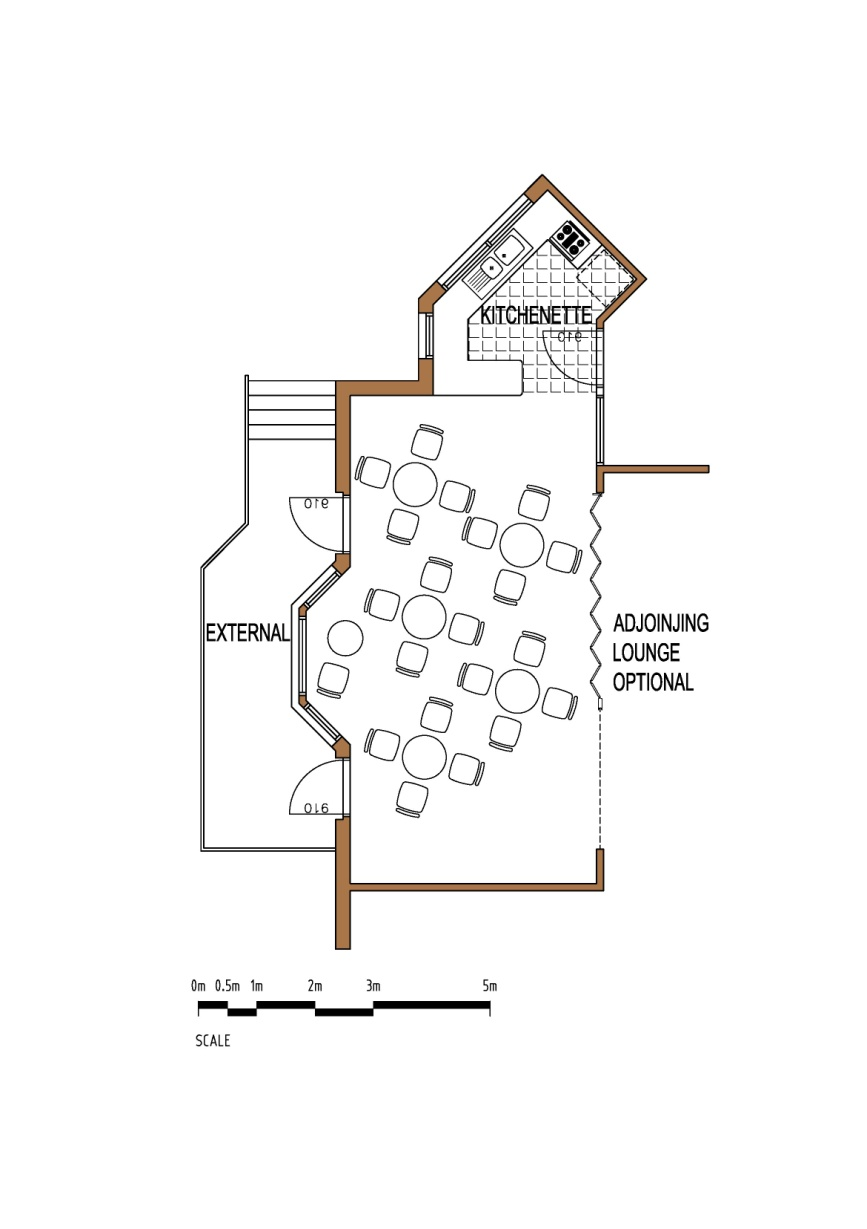 KITCHENETTE
910
910
EXTERNAL
ADJOINJING
LOUNGE
OPTIONAL
910
0m 0.5m 1m 2m 3m 5m
SCALE